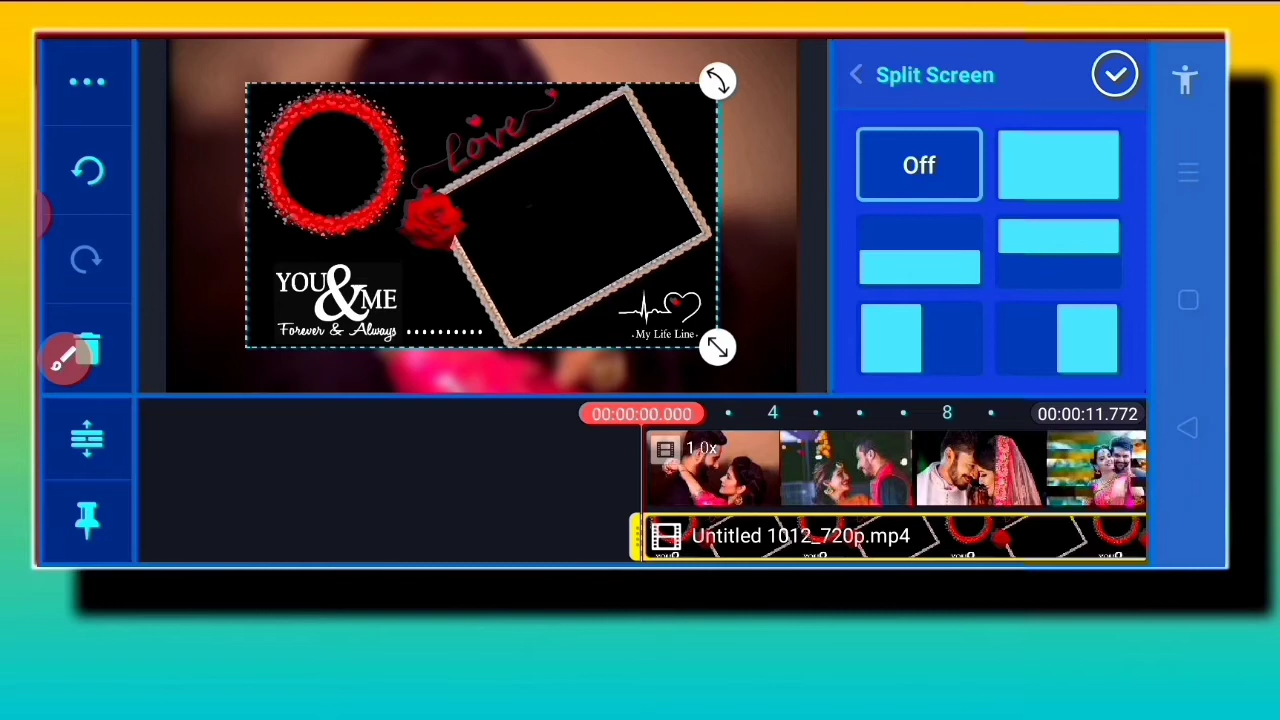 Split Screen
Off
Love
YOU & ME
Forever & Always ..........
My Life Line.
00:00:00.000
4
8
00:00:11.772
1.0x
Untitled 1012_720p.mp4